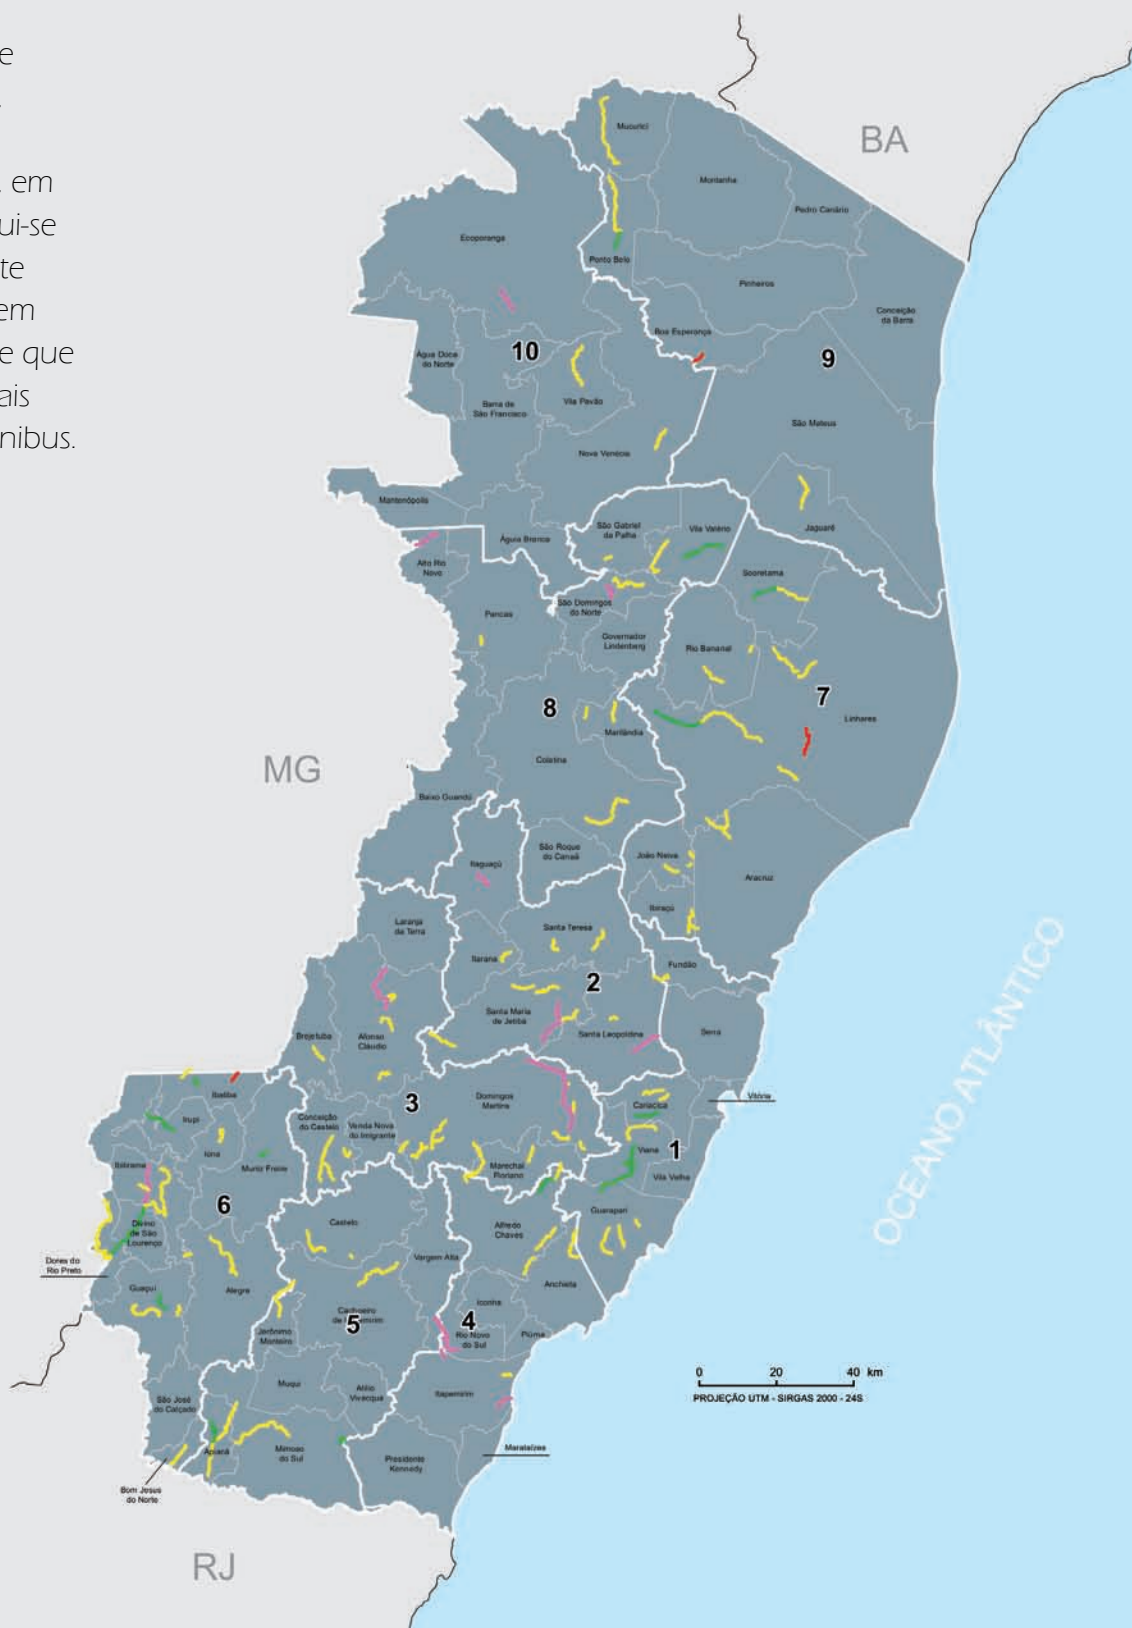 e
em
ui-se
te
em
e que
ais
nibus.
BA
Mucurici
Montanha
Pedro Canário
Ecoporanga
Ponto Belo
Pinheiros
Conceição
da Barra
Boa Esperança
10
9
Água Doce
do Norte
Vila Pavão
Barra de
São Francisco
São Mateus
Nova Venécia
Mantenópolis
São Gabriel
da Palha
Vila Valério
Jaguaré
Águia Branca
Alto Rio
Novo
Sooretama
Pancas
São Domingos
do Norte
Governador
Lindenberg
Rio Bananal
7
8
Linhares
Marilândia
Colatina
MG
Baixo Guandú
São Roque
do Canaã
João Neiva
Itaguaçú
Aracruz
Ibiraçú
Laranja
da Terra
Santa Teresa
Itarana
Fundão
2
Santa Maria
de Jetibá
Santa Leopoldina
Serra
Brejetuba
Afonso
Cláudio
OCEANO ATLÂNTICO
Ibatiba
3
Domingos
Martins
Vitória
Cariacica
Irupi
Conceição
do Castelo
Venda Nova
do Imigrante
Iúna
1
Viana
Ibitirama
Muniz Freire
Marechal
Floriano
Vila Velha
6
Guarapari
Divino
de São
Lourenço
Castelo
Alfredo
Chaves
Dores do
Rio Preto
Vargem Alta
Guaçuí
Alegre
Anchieta
Iconha
Cachoeiro
5
4
Jerônimo
Monteiro
Rio Novo
do Sul
Piúma
0 20 40 km
PROJEÇÃO UTM - SIRGAS 2000 - 24S
Muqui
Atílio
Vivacqua
Itapemirim
São José
do Calçado
Apiacá
Mimoso
do Sul
Marataízes
Presidente
Kennedy
Bom Jesus
do Norte
RJ